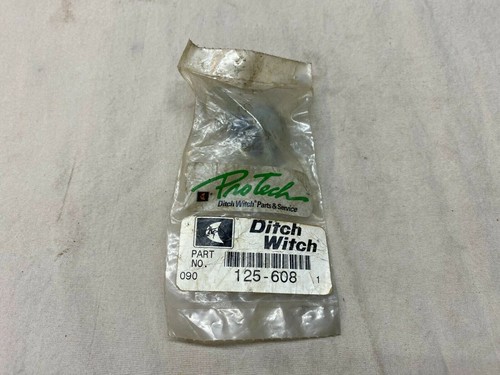 ProTech
Ditch Witch® Parts & Service
Ditch
Witch®
PART
NO. 125-608
090 1